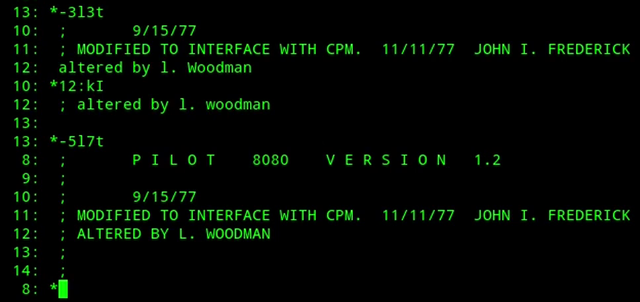 13: *-3l3t
10:  ;       9/15/77
11:  ; MODIFIED TO INTERFACE WITH CPM.  11/11/77  JOHN I. FREDERICK
12:  altered by l. Woodman
10: *12:kI
12:  ; altered by l. woodman
13:
13: *-5l7t
8:  ;       P I L O T   8080    V E R S I O N   1.2
9:  ;
10:  ;       9/15/77
11:  ; MODIFIED TO INTERFACE WITH CPM.  11/11/77  JOHN I. FREDERICK
12:  ; ALTERED BY L. WOODMAN
13:  ;
14:  ;
8: *